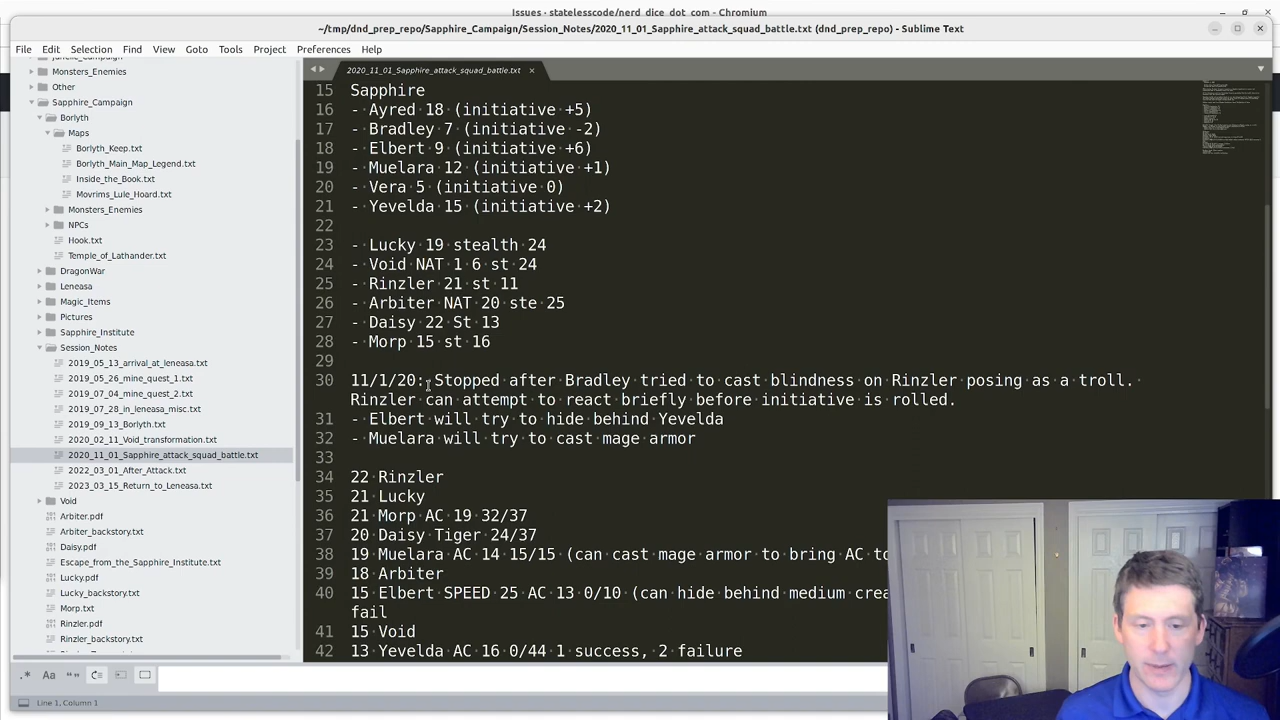 Issues · statelesscode/nerd_dice_dot_com - Chromium
~/tmp/dnd_prep_repo/Sapphire_Campaign/Session_Notes/2020_11_01_Sapphire_attack_squad_battle.txt (dnd_prep_repo) - Sublime Text
File Edit Selection Find View Goto Tools Project Preferences Help
2020_11_01_Sapphire_attack_squad_battle.txt ×
Monsters_Enemies
Other
Sapphire_Campaign
Borlyth
Maps
Borlyth_Keep.txt
Borlyth_Main_Map_Legend.txt
Inside_the_Book.txt
Movrims_Lule_Hoard.txt
Monsters_Enemies
NPCs
Hook.txt
Temple_of_Lathander.txt
DragonWar
Leneasa
Magic_Items
Pictures
Sapphire_Institute
Session_Notes
2019_05_13_arrival_at_leneasa.txt
2019_05_26_mine_quest_1.txt
2019_07_04_mine_quest_2.txt
2019_07_28_in_leneasa_misc.txt
2019_09_13_Borlyth.txt
2020_02_11_Void_transformation.txt
2020_11_01_Sapphire_attack_squad_battle.txt
2022_03_01_After_Attack.txt
2023_03_15_Return_to_Leneasa.txt
Void
Arbiter.pdf
Arbiter_backstory.txt
Daisy.pdf
Escape_from_the_Sapphire_Institute.txt
Lucky.pdf
Lucky_backstory.txt
Morp.txt
Rinzler.pdf
Rinzler_backstory.txt
15 Sapphire
16 - Ayred 18 (initiative +5)
17 - Bradley 7 (initiative -2)
18 - Elbert 9 (initiative +6)
19 - Muelara 12 (initiative +1)
20 - Vera 5 (initiative 0)
21 - Yevelda 15 (initiative +2)
22
23 - Lucky 19 stealth 24
24 - Void NAT 1 6 st 24
25 - Rinzler 21 st 11
26 - Arbiter NAT 20 ste 25
27 - Daisy 22 St 13
28 - Morp 15 st 16
29
30 11/1/20: Stopped after Bradley tried to cast blindness on Rinzler posing as a troll.
Rinzler can attempt to react briefly before initiative is rolled.
31 - Elbert will try to hide behind Yevelda
32 - Muelara will try to cast mage armor
33
34 22 Rinzler
35 21 Lucky
36 21 Morp AC 19 32/37
37 20 Daisy Tiger 24/37
38 19 Muelara AC 14 15/15 (can cast mage armor to bring AC to
39 18 Arbiter
40 15 Elbert SPEED 25 AC 13 0/10 (can hide behind medium
fail
41 15 Void
42 13 Yevelda AC 16 0/44 1 success, 2 failure
.* Aa
Line 1, Column 1